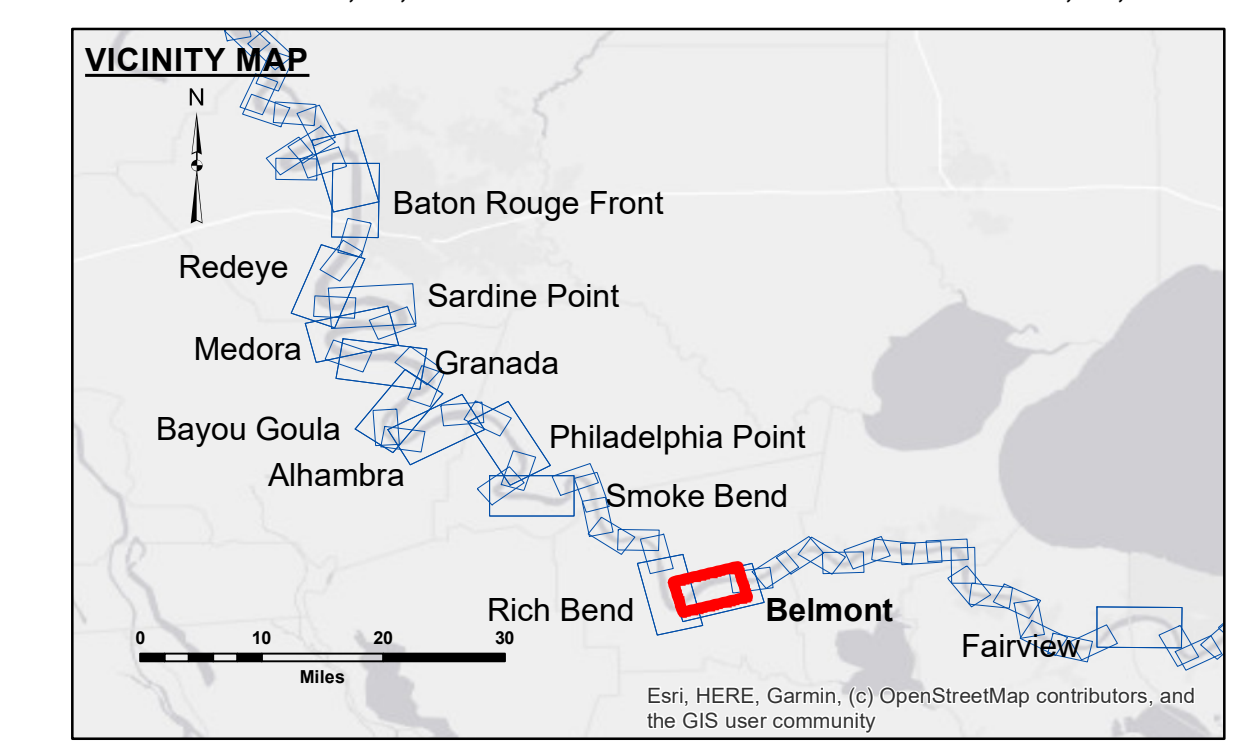 VICINITY MAP
N
Baton Rouge Front
Redeye
Sardine Point
Medora
Granada
Bayou Goula
Philadelphia Point
Alhambra
Smoke Bend
Rich Bend
Belmont
0 10 20 30
Fairview
Miles
Esri, HERE, Garmin, (c) OpenStreetMap contributors, and
the GIS user community